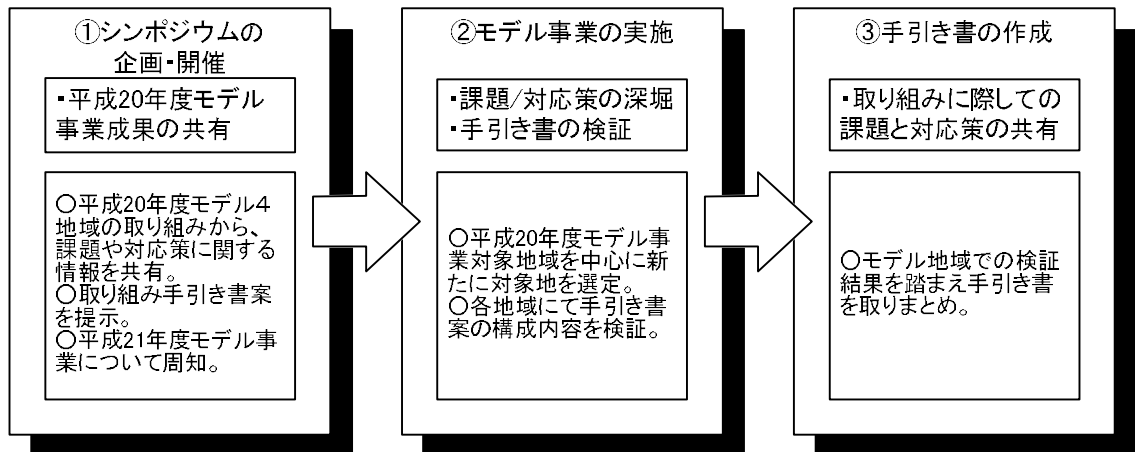 ①シンポジウムの
企画・開催
・平成20年度モデル
事業成果の共有
○平成20年度モデル４
地域の取り組みから、
課題や対応策に関する
情報を共有。
○取り組み手引き書案
を提示。
○平成21年度モデル事
業について周知。
②モデル事業の実施
・課題/対応策の深堀
・手引き書の検証
○平成20年度モデル事
業対象地域を中心に新
たに対象地を選定。
○各地域にて手引き書
案の構成内容を検証。
③手引き書の作成
・取り組みに際しての
課題と対応策の共有
○モデル地域での検証
結果を踏まえ手引き書
を取りまとめ。